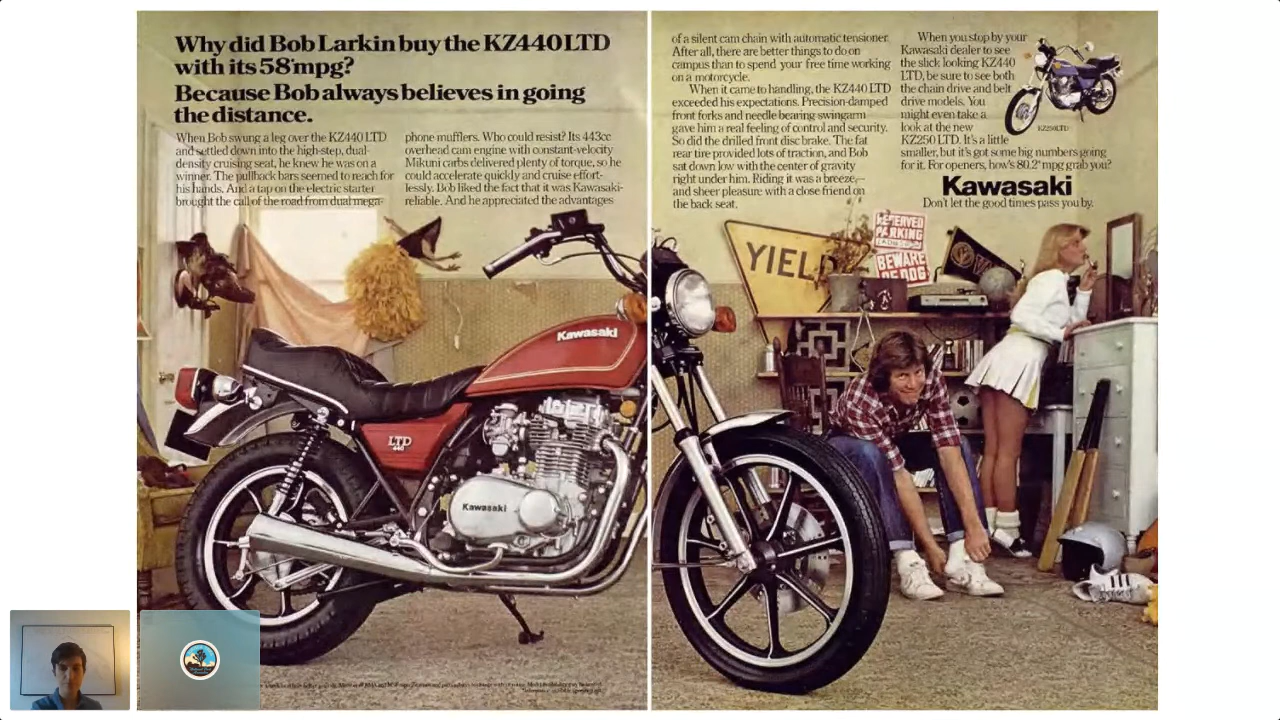 Why did Bob Larkin buy the KZ440 LTD
with its 58*mpg?
Because Bob always believes in going
the distance.
When Bob swung a leg over the KZ440 LTD
and settled down into the high-step, dual-
density cruising seat, he knew he was on a
winner. The pullback bars seemed to reach for
his hands. And a tap on the electric starter
brought the call of the road from dual mega-
phone mufflers. Who could resist? Its 443cc
overhead cam engine with constant-velocity
Mikuni carbs delivered plenty of torque, so he
could accelerate quickly and cruise effort-
lessly. Bob liked the fact that it was Kawasaki-
reliable. And he appreciated the advantages
of a silent cam chain with automatic tensioner.
After all, there are better things to do on
campus than to spend your free time working
on a motorcycle.
When it came to handling, the KZ440 LTD
exceeded his expectations. Precision-damped
front forks and needle bearing swingarm
gave him a real feeling of control and security.
So did the drilled front disc brake. The fat
rear tire provided lots of traction, and Bob
sat down low with the center of gravity
right under him. Riding it was a breeze,—
and sheer pleasure with a close friend on
the back seat.
When you stop by your
Kawasaki dealer to see
the slick looking KZ440
LTD, be sure to see both
the chain drive and belt
drive models. You
might even take a
look at the new
KZ250 LTD. It's a little
smaller, but it's got some big numbers going
for it. For openers, how's 80.2* mpg grab you?
KZ250LTD
Kawasaki
Don't let the good times pass you by.
YIELD
RESERVED
PARKING
BEWARE
OF DOG
Kawasaki
LTD
440
Kawasaki